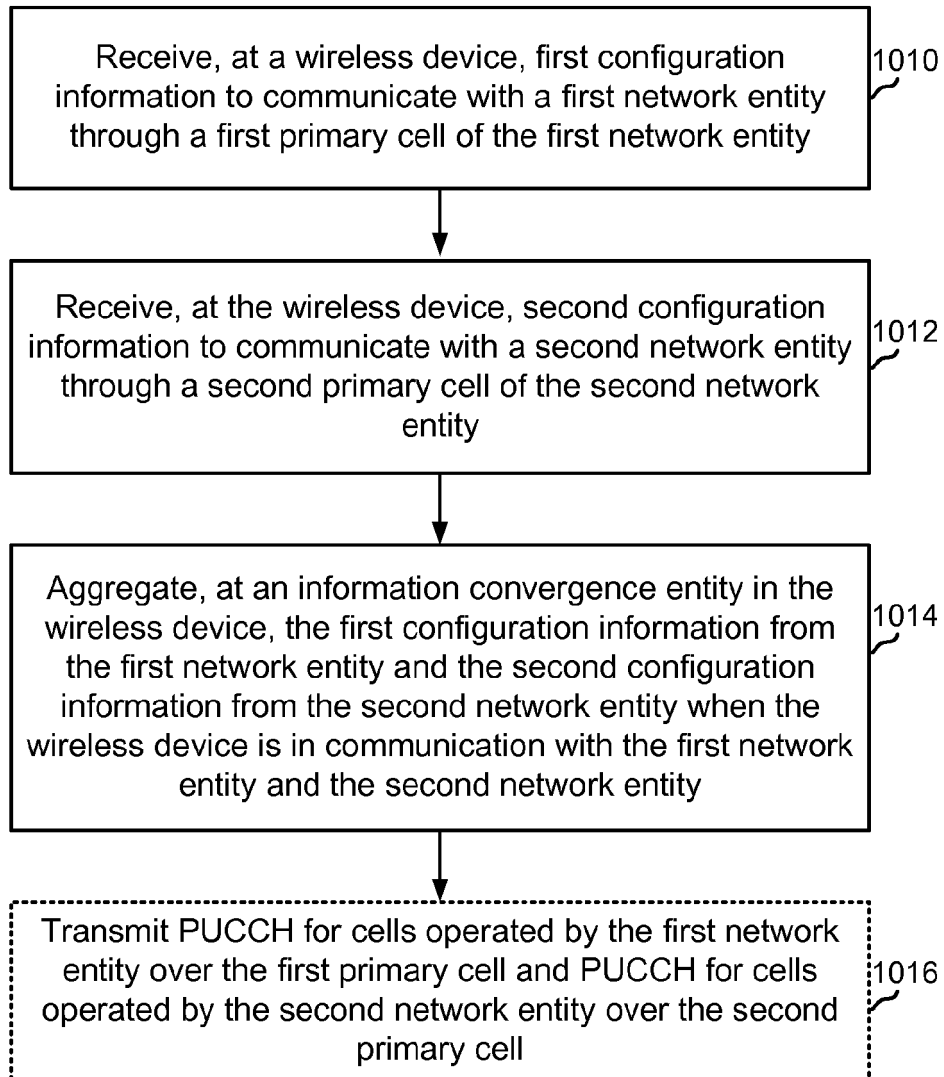 Receive, at a wireless device, first configuration
information to communicate with a first network entity
through a first primary cell of the first network entity
1010
Receive, at the wireless device, second configuration
information to communicate with a second network entity
through a second primary cell of the second network
entity
1012
Aggregate, at an information convergence entity in the
wireless device, the first configuration information from
the first network entity and the second configuration
information from the second network entity when the
wireless device is in communication with the first network
entity and the second network entity
1014
Transmit PUCCH for cells operated by the first network
entity over the first primary cell and PUCCH for cells
operated by the second network entity over the second
primary cell
1016